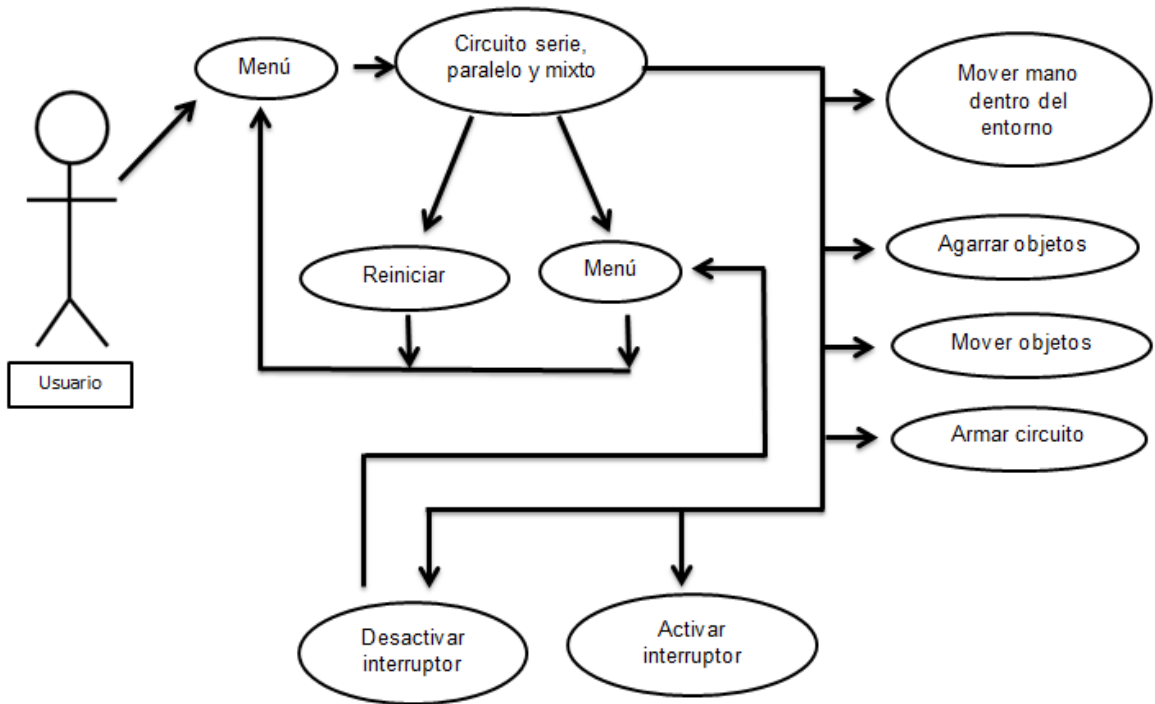 Menú
Circuito serie,
paralelo y mixto
Mover mano
dentro del
entorno
Agarrar objetos
Reiniciar
Menú
Mover objetos
Usuario
Armar circuito
Desactivar
interruptor
Activar
interruptor